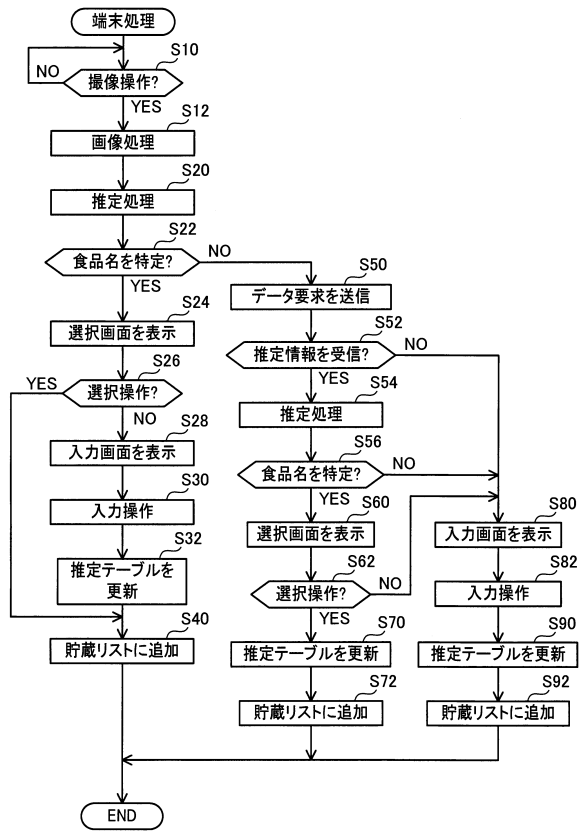 端末処理
S10
撮像操作?
NO
YES
S12
画像処理
S20
推定処理
S22
食品名を特定?
NO
YES
S24
選択画面を表示
S26
選択操作?
YES
NO
S28
入力画面を表示
S30
入力操作
S32
推定テーブルを
更新
S40
貯蔵リストに追加
S50
データ要求を送信
S52
推定情報を受信?
NO
YES
S54
推定処理
S56
食品名を特定?
NO
YES
S60
選択画面を表示
S62
選択操作?
NO
YES
S70
推定テーブルを更新
S72
貯蔵リストに追加
S80
入力画面を表示
S82
入力操作
S90
推定テーブルを更新
S92
貯蔵リストに追加
END